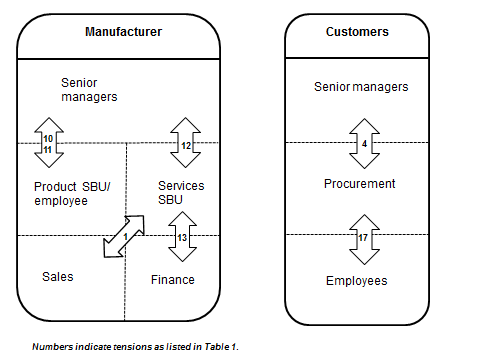 Manufacturer
Customers
Senior
managers
Senior managers
10
11
12
4
Product SBU/
employee
Services
SBU
Procurement
1
13
17
Sales
Finance
Employees
Numbers indicate tensions as listed in Table 1.